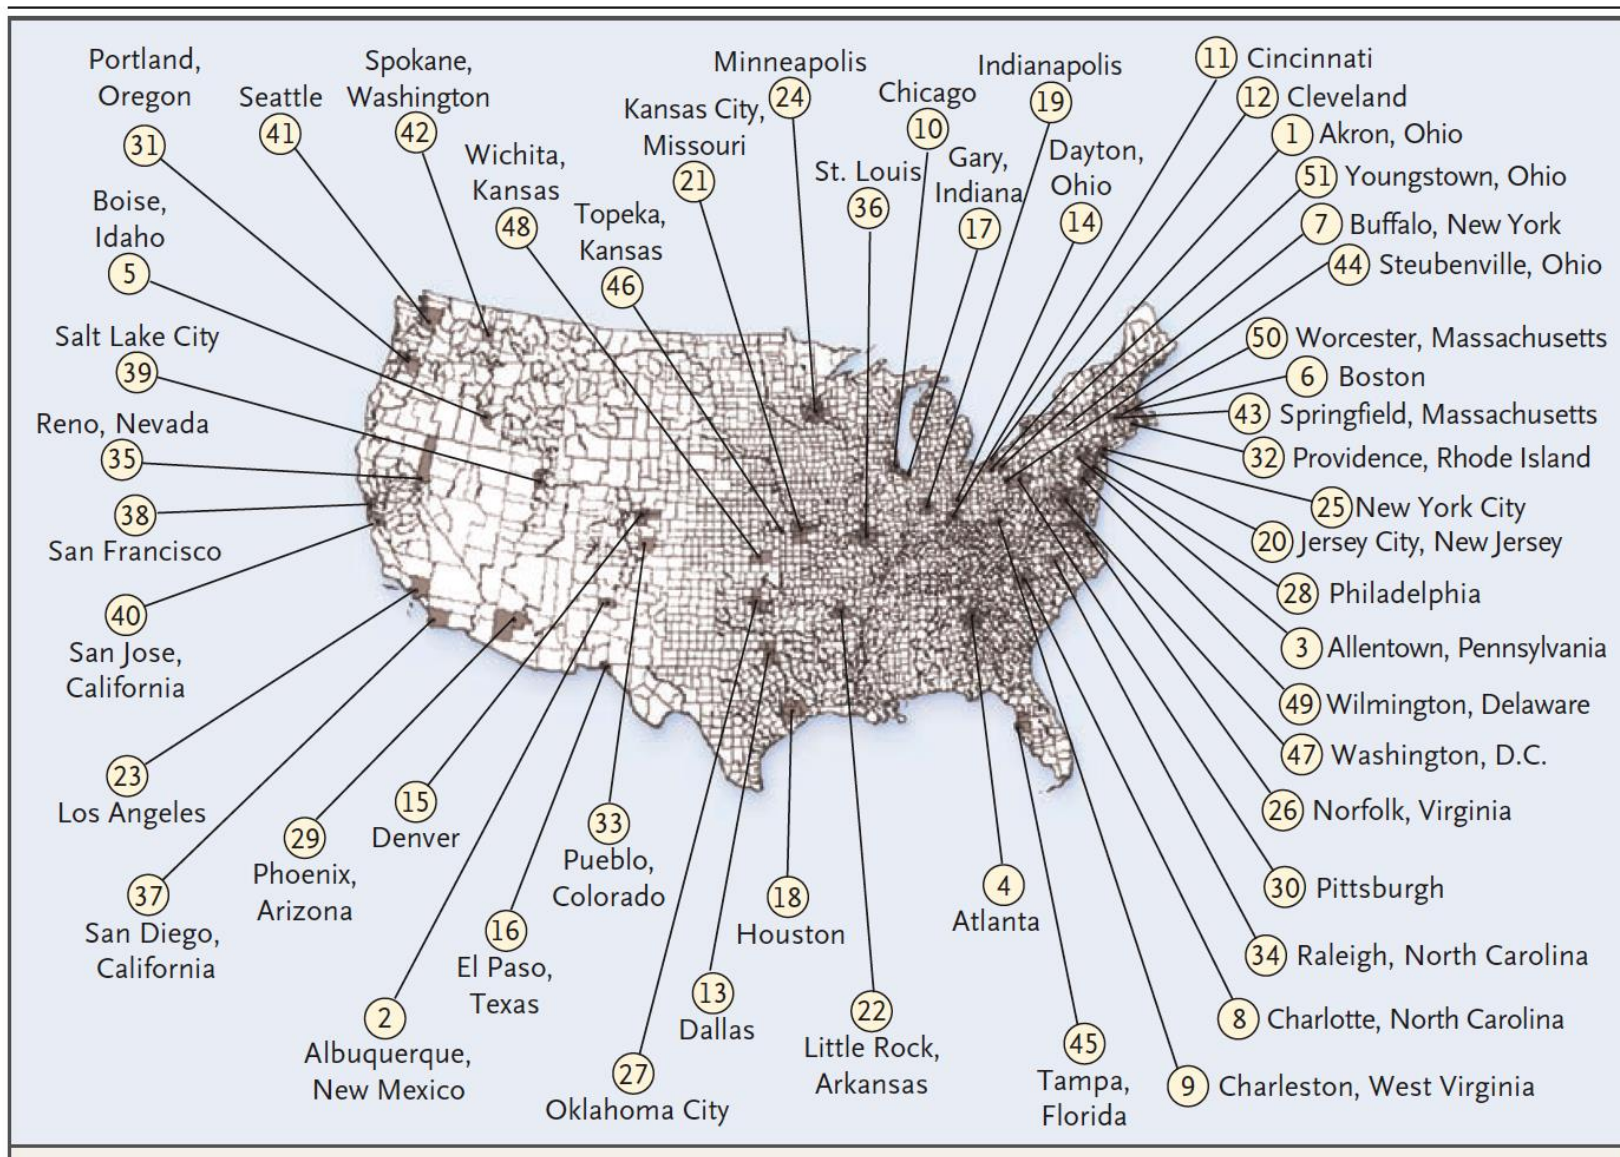 Portland,
Oregon
31
Seattle
41
Spokane,
Washington
42
Minneapolis
24
Kansas City,
Missouri
21
Wichita,
Kansas
48
Topeka,
Kansas
46
St. Louis
36
Chicago
10
Gary,
Indiana
17
Indianapolis
19
Dayton,
Ohio
14
11 Cincinnati
12 Cleveland
1 Akron, Ohio
51 Youngstown, Ohio
7 Buffalo, New York
44 Steubenville, Ohio
50 Worcester, Massachusetts
6 Boston
43 Springfield, Massachusetts
32 Providence, Rhode Island
25 New York City
20 Jersey City, New Jersey
28 Philadelphia
3 Allentown, Pennsylvania
49 Wilmington, Delaware
47 Washington, D.C.
26 Norfolk, Virginia
30 Pittsburgh
34 Raleigh, North Carolina
8 Charlotte, North Carolina
9 Charleston, West Virginia
Boise,
Idaho
5
Salt Lake City
39
Reno, Nevada
35
38
San Francisco
40
San Jose,
California
23
Los Angeles
37
San Diego,
California
29
Phoenix,
Arizona
15
Denver
2
Albuquerque,
New Mexico
16
El Paso,
Texas
33
Pueblo,
Colorado
27
Oklahoma City
13
Dallas
18
Houston
22
Little Rock,
Arkansas
4
Atlanta
45
Tampa,
Florida